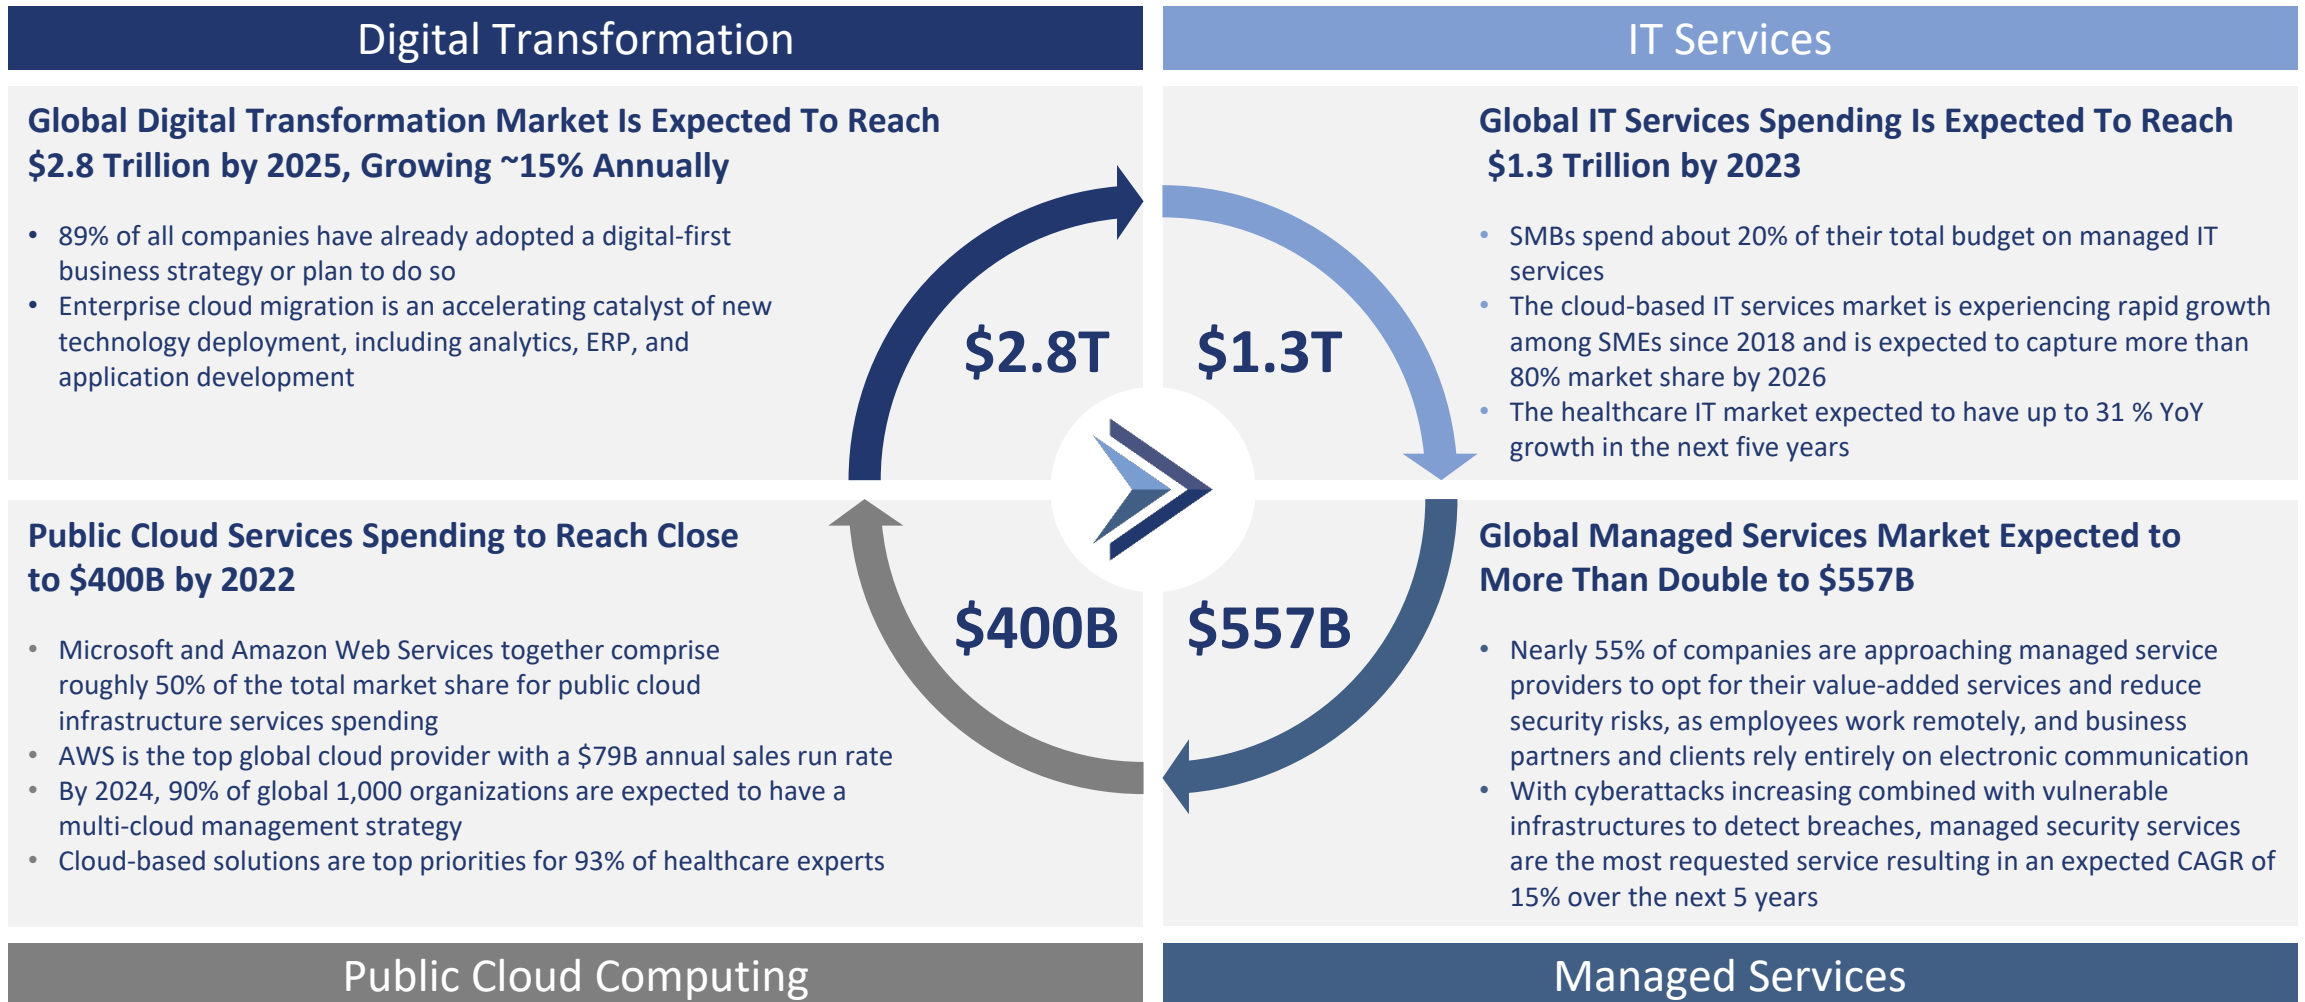 Digital Transformation
Global Digital Transformation Market Is Expected To Reach
$2.8 Trillion by 2025, Growing ~15% Annually
• 89% of all companies have already adopted a digital-first
business strategy or plan to do so
• Enterprise cloud migration is an accelerating catalyst of new
technology deployment, including analytics, ERP, and
application development
$2.8T
IT Services
Global IT Services Spending Is Expected To Reach
$1.3 Trillion by 2023
• SMBs spend about 20% of their total budget on managed IT
services
• The cloud-based IT services market is experiencing rapid growth
among SMEs since 2018 and is expected to capture more than
80% market share by 2026
• The healthcare IT market expected to have up to 31 % YoY
growth in the next five years
$1.3T
Public Cloud Services Spending to Reach Close
to $400B by 2022
• Microsoft and Amazon Web Services together comprise
roughly 50% of the total market share for public cloud
infrastructure services spending
• AWS is the top global cloud provider with a $79B annual sales run rate
• By 2024, 90% of global 1,000 organizations are expected to have a
multi-cloud management strategy
• Cloud-based solutions are top priorities for 93% of healthcare experts
$400B
Public Cloud Computing
Global Managed Services Market Expected to
More Than Double to $557B
• Nearly 55% of companies are approaching managed service
providers to opt for their value-added services and reduce
security risks, as employees work remotely, and business
partners and clients rely entirely on electronic communication
• With cyberattacks increasing combined with vulnerable
infrastructures to detect breaches, managed security services
are the most requested service resulting in an expected CAGR of
15% over the next 5 years
$557B
Managed Services